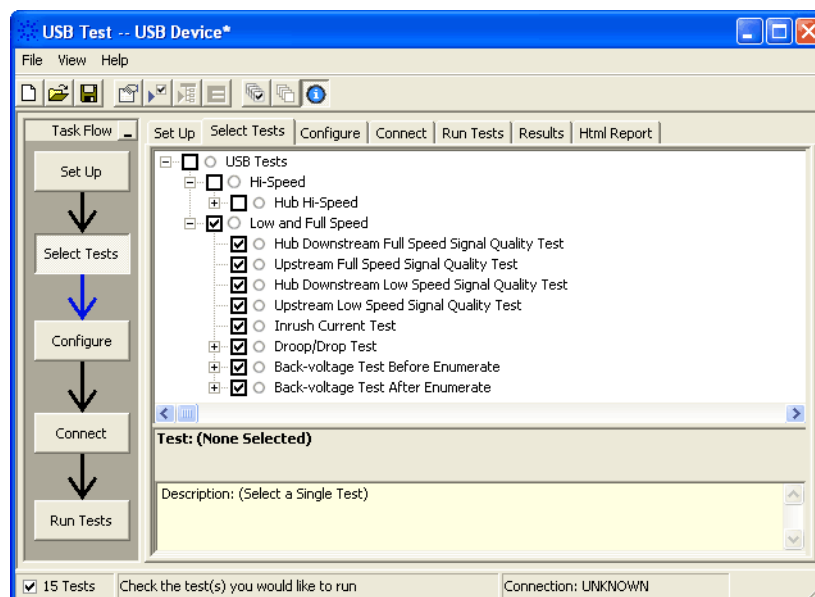 USB Test -- USB Device*
File View Help
Task Flow
Set Up Select Tests Configure Connect Run Tests Results Html Report
Set Up
Select Tests
Configure
Connect
Run Tests
USB Tests
Hi-Speed
Hub Hi-Speed
Low and Full Speed
Hub Downstream Full Speed Signal Quality Test
Upstream Full Speed Signal Quality Test
Hub Downstream Low Speed Signal Quality Test
Upstream Low Speed Signal Quality Test
Inrush Current Test
Droop/Drop Test
Back-voltage Test Before Enumerate
Back-voltage Test After Enumerate
Test: (None Selected)
Description: (Select a Single Test)
15 Tests Check the test(s) you would like to run Connection: UNKNOWN